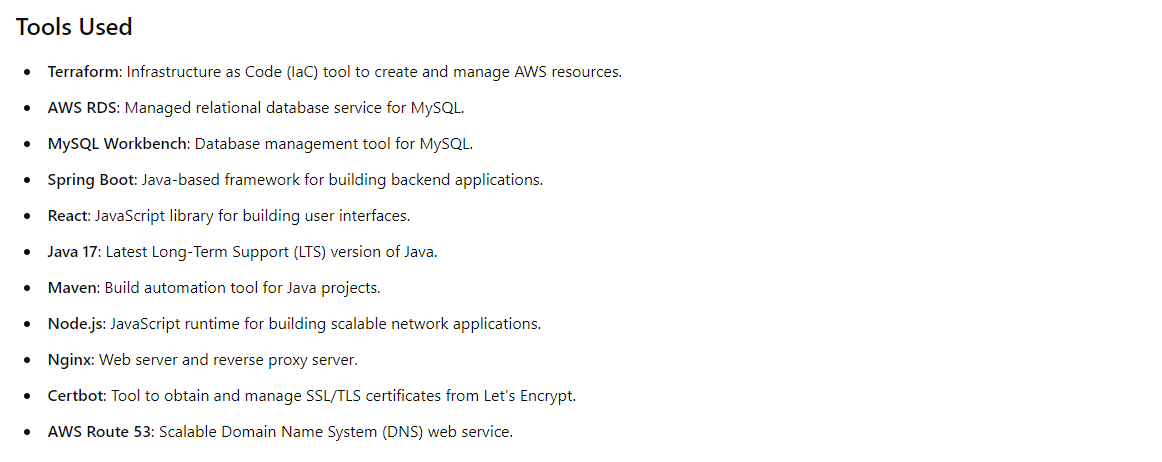 Tools Used
Terraform: Infrastructure as Code (IaC) tool to create and manage AWS resources.
AWS RDS: Managed relational database service for MySQL.
MySQL Workbench: Database management tool for MySQL.
Spring Boot: Java-based framework for building backend applications.
React: JavaScript library for building user interfaces.
Java 17: Latest Long-Term Support (LTS) version of Java.
Maven: Build automation tool for Java projects.
Node.js: JavaScript runtime for building scalable network applications.
Nginx: Web server and reverse proxy server.
Certbot: Tool to obtain and manage SSL/TLS certificates from Let's Encrypt.
AWS Route 53: Scalable Domain Name System (DNS) web service.